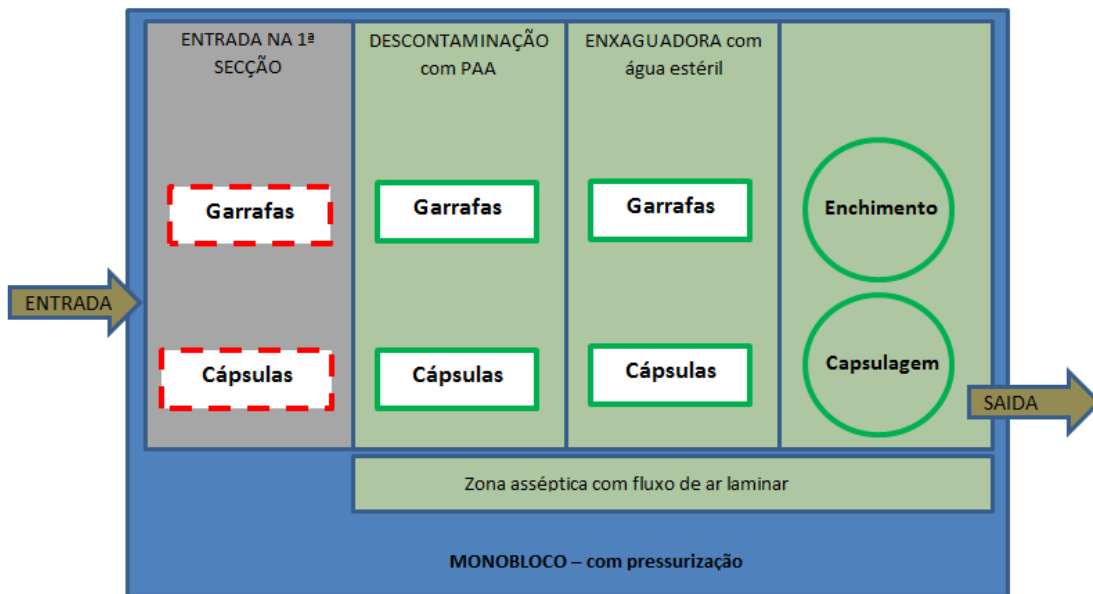 ENTRADA NA 1ª
SECÇÃO
DESCONTAMINAÇÃO
com PAA
ENXAGUADORA com
água estéril
Garrafas
Garrafas
Garrafas
Enchimento
ENTRADA
Cápsulas
Cápsulas
Cápsulas
Capsulagem
SAIDA
Zona asséptica com fluxo de ar laminar
MONOBLOCO – com pressurização